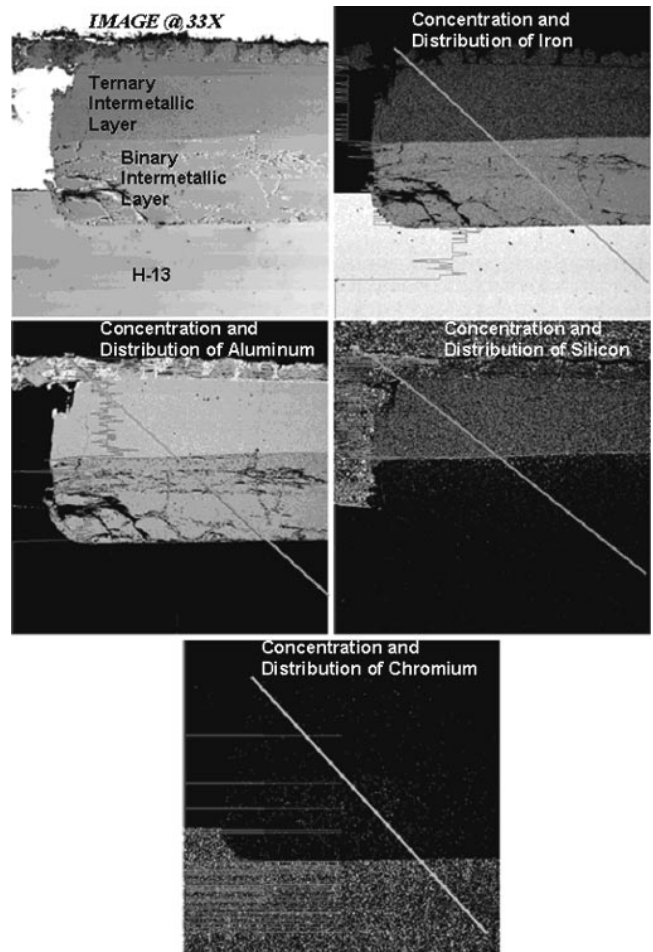 IMAGE @ 33X
Ternary
Intermetallic
Layer
Binary
Intermetallic
Layer
H-13
Concentration and
Distribution of Iron
Concentration and
Distribution of Aluminum
Concentration and
Distribution of Silicon
Concentration and
Distribution of Chromium